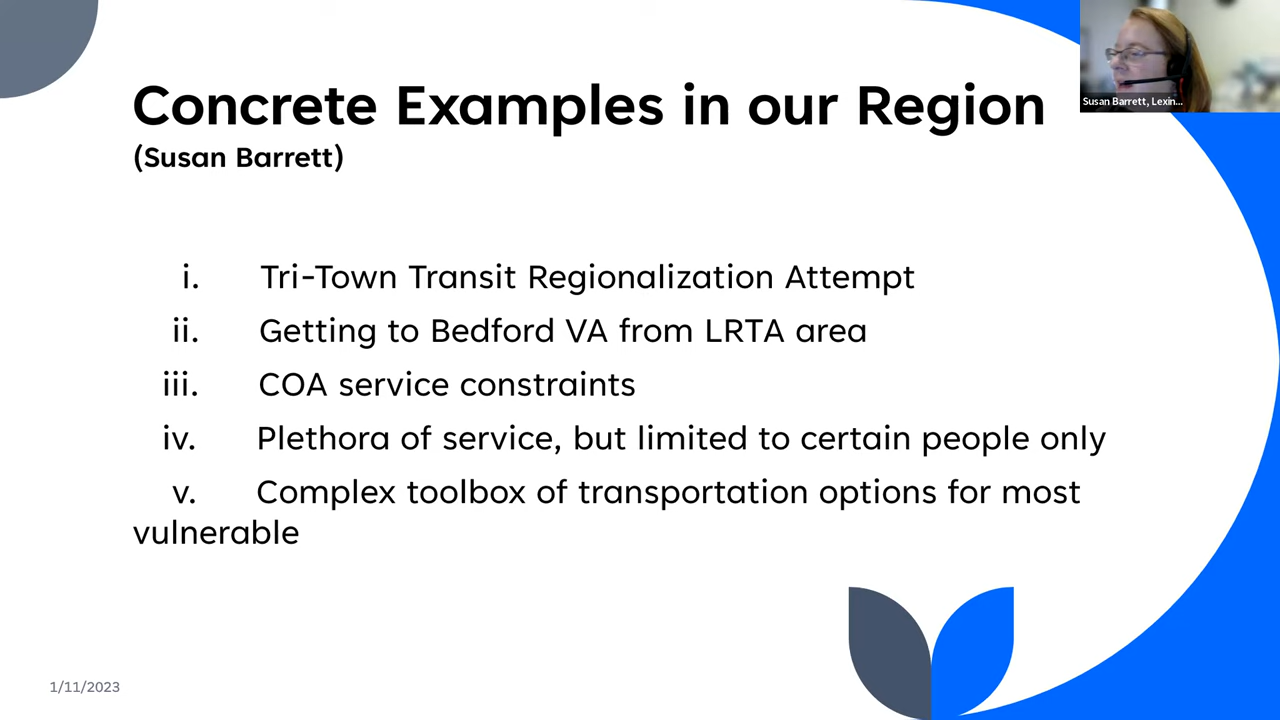 Concrete Examples in our Region
(Susan Barrett)
Susan Barrett, Lexin...
i. Tri-Town Transit Regionalization Attempt
ii. Getting to Bedford VA from LRTA area
iii. COA service constraints
iv. Plethora of service, but limited to certain people only
v. Complex toolbox of transportation options for most
vulnerable
1/11/2023